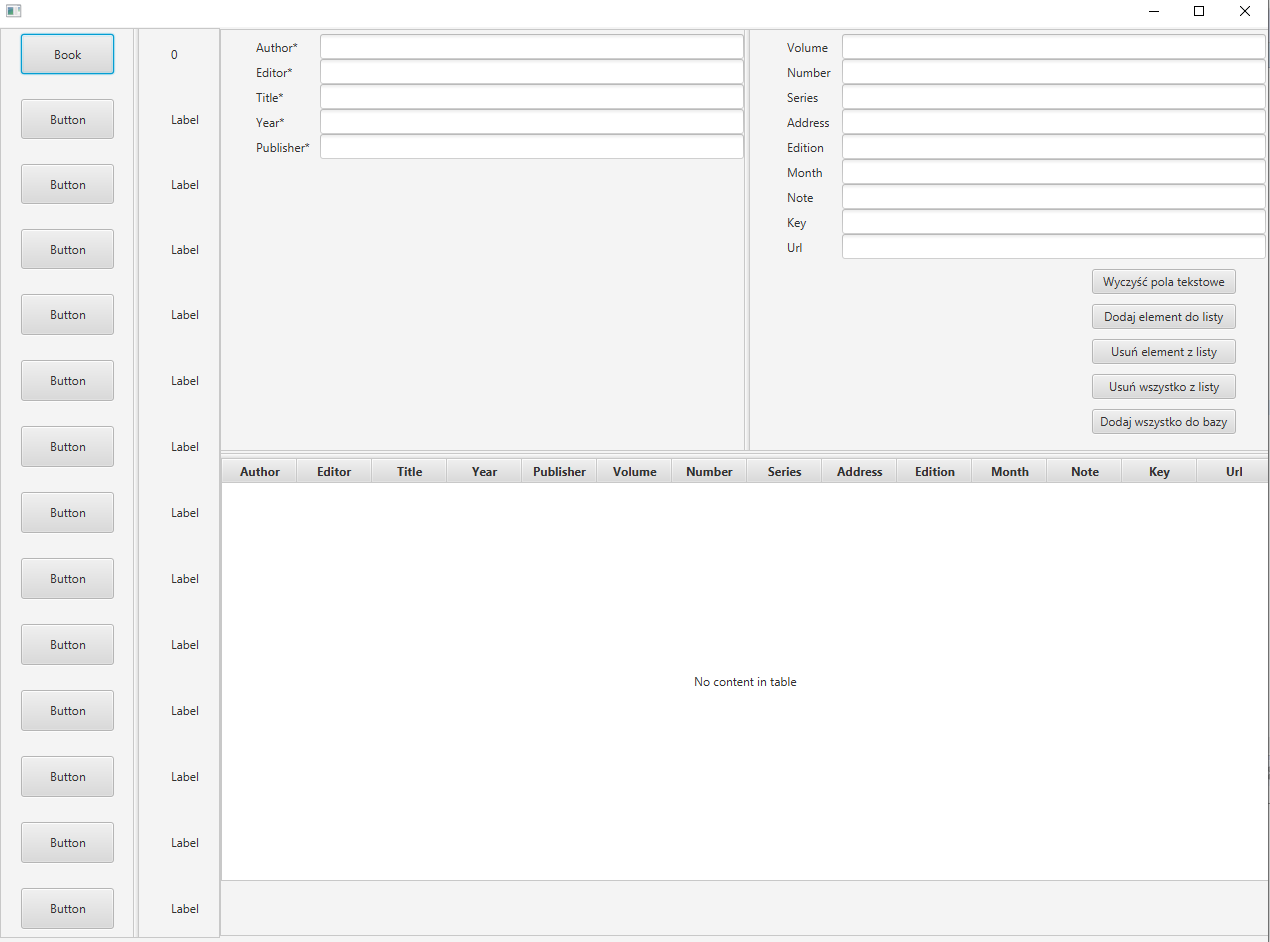 Book
0
Button
Label
Button
Label
Button
Label
Button
Label
Button
Label
Button
Label
Button
Label
Button
Label
Button
Label
Button
Label
Button
Label
Button
Label
Button
Label
Author*
Editor*
Title*
Year*
Publisher*
Volume
Number
Series
Address
Edition
Month
Note
Key
Url
Wyczyść pola tekstowe
Dodaj element do listy
Usuń element z listy
Usuń wszystko z listy
Dodaj wszystko do bazy
Author Editor Title Year Publisher Volume Number Series Address Edition Month Note Key Url
No content in table